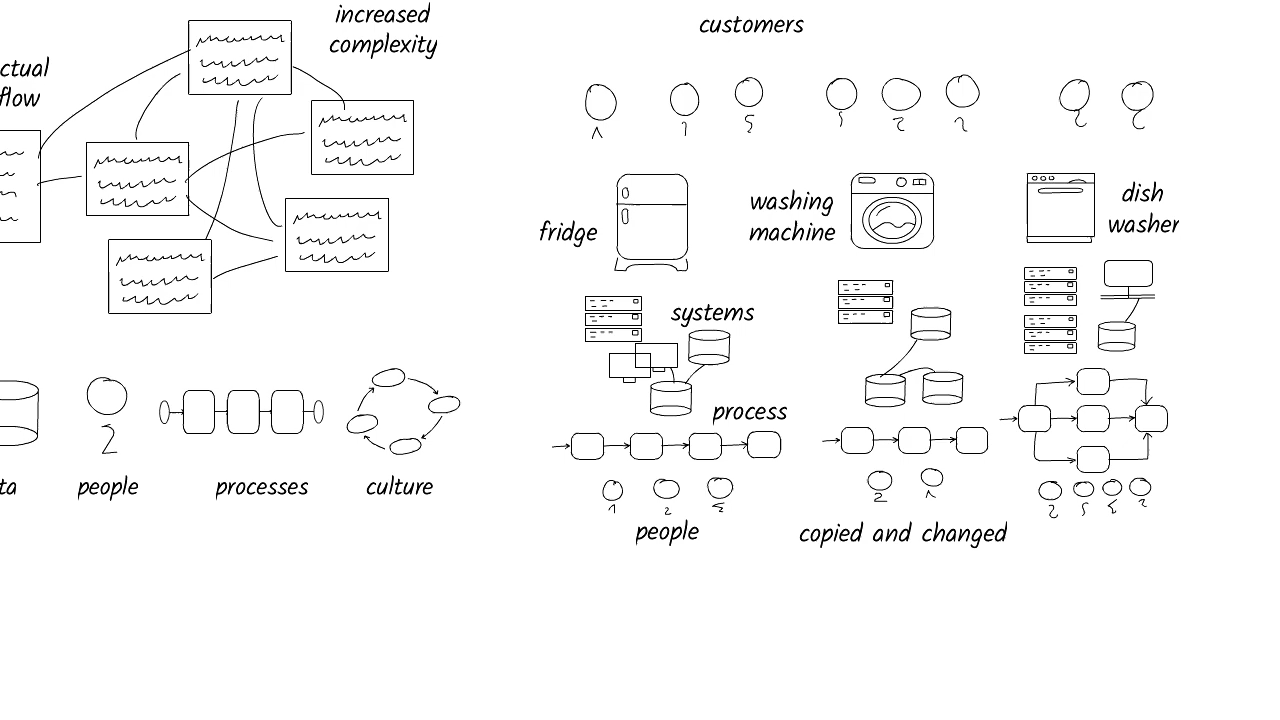 increased
complexity
ctual
flow
ta
people
processes
culture
customers
fridge
washing
machine
dish
washer
systems
process
people
copied and changed